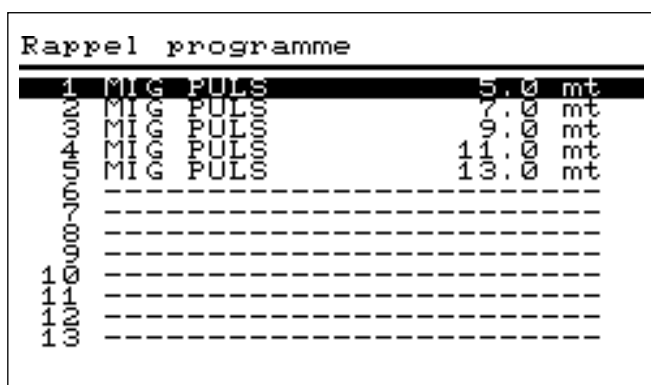 Rappel programme
1 MIG PULS 5.0 mt
2 MIG PULS 7.0 mt
3 MIG PULS 9.0 mt
4 MIG PULS 11.0 mt
5 MIG PULS 13.0 mt
6 ------------------------
7 ------------------------
8 ------------------------
9 ------------------------
10 ------------------------
11 ------------------------
12 ------------------------
13 ------------------------